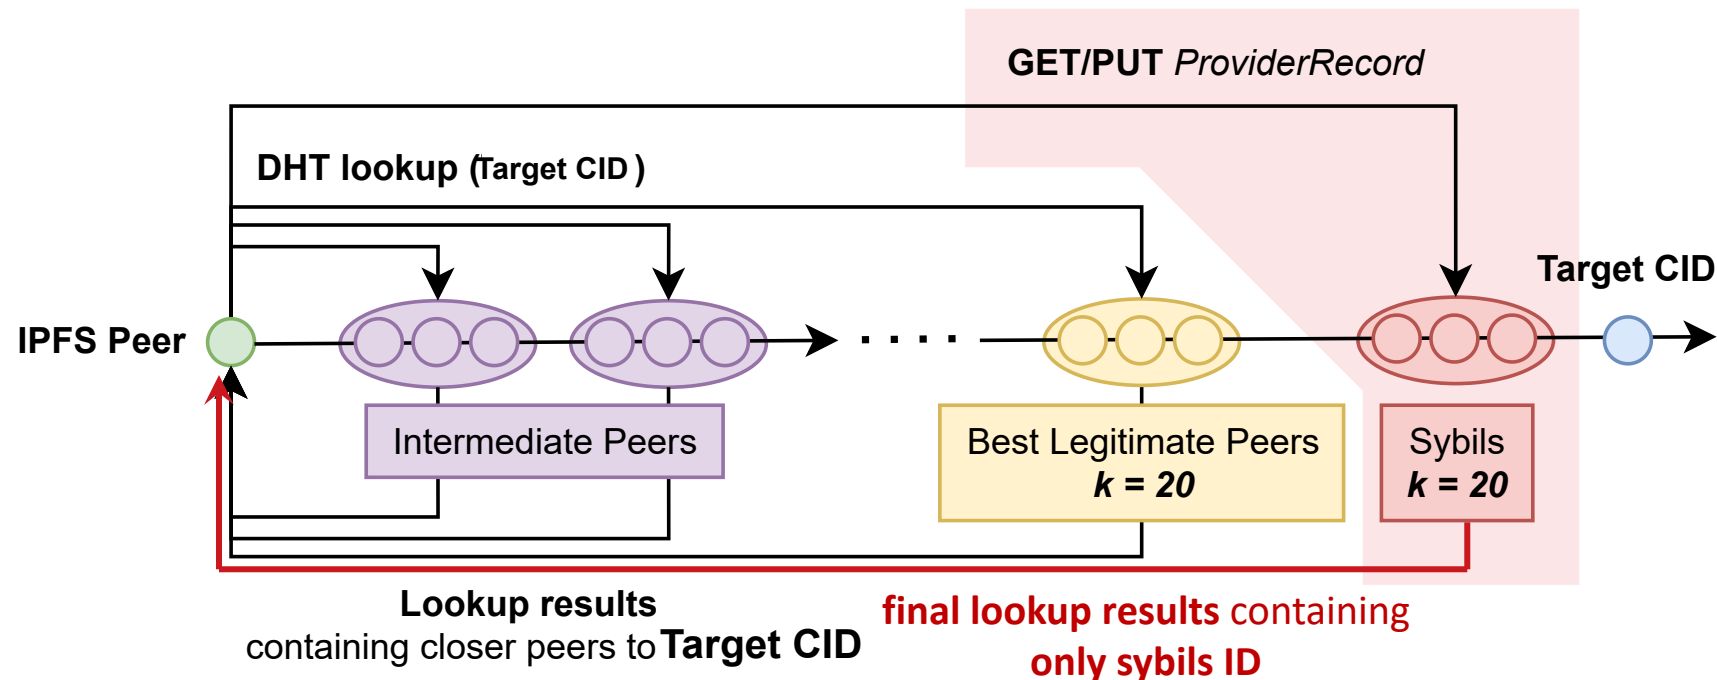 GET/PUT ProviderRecord
DHT lookup (Target CID)
Target CID
IPFS Peer
. . . .
Intermediate Peers
Best Legitimate Peers
k = 20
Sybils
k = 20
Lookup results
containing closer peers to Target CID
final lookup results containing
only sybils ID